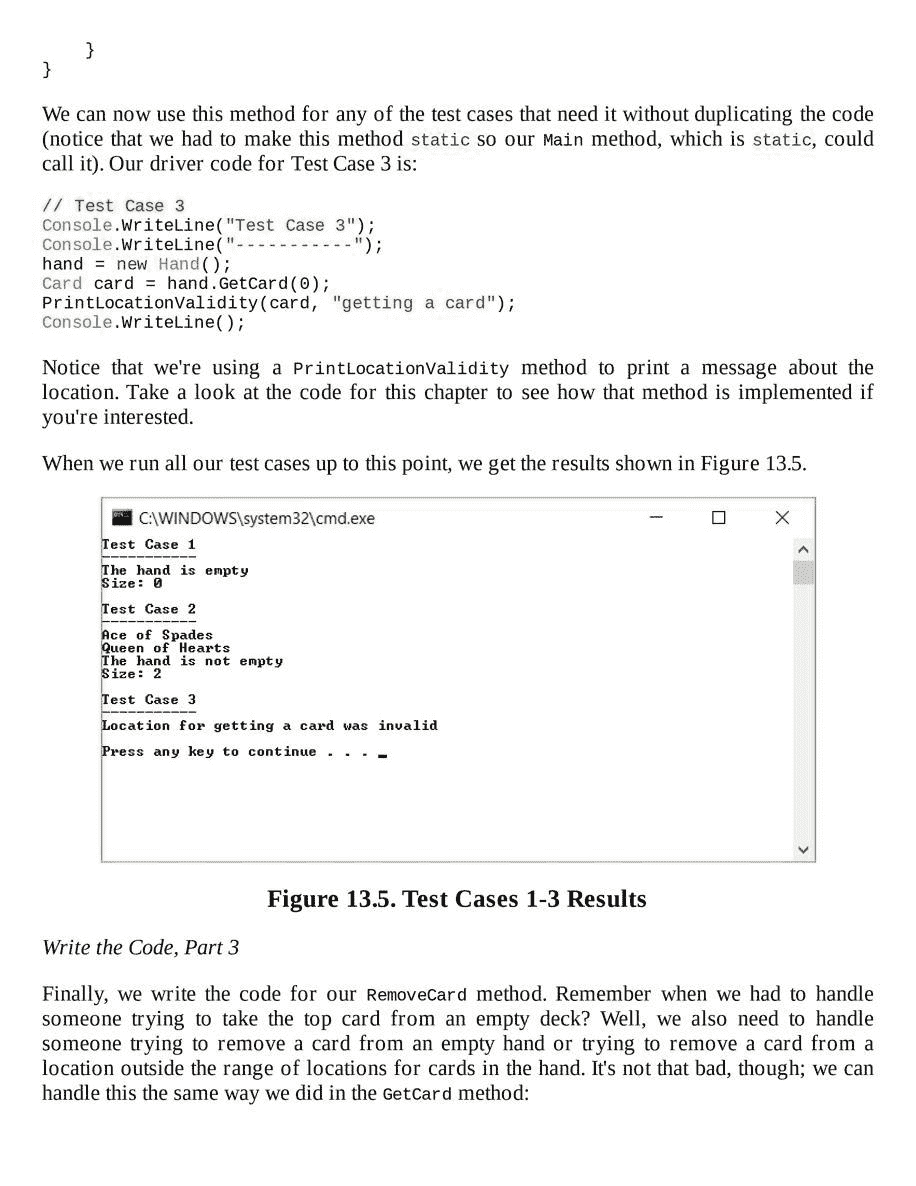 }
}
We can now use this method for any of the test cases that need it without duplicating the code
(notice that we had to make this method static so our Main method, which is static, could
call it). Our driver code for Test Case 3 is:
// Test Case 3
Console.WriteLine("Test Case 3");
Console.WriteLine("-----------");
hand = new Hand();
Card card = hand.GetCard(0);
PrintLocationValidity(card, "getting a card");
Console.WriteLine();
Notice that we're using a PrintLocationValidity method to print a message about the
location. Take a look at the code for this chapter to see how that method is implemented if
you're interested.
When we run all our test cases up to this point, we get the results shown in Figure 13.5.
C:\WINDOWS\system32\cmd.exe
Test Case 1
-----------
The hand is empty
Size: 0
Test Case 2
-----------
Ace of Spades
Queen of Hearts
The hand is not empty
Size: 2
Test Case 3
-----------
Location for getting a card was invalid
Press any key to continue . . . _
Figure 13.5. Test Cases 1-3 Results
Write the Code, Part 3
Finally, we write the code for our RemoveCard method. Remember when we had to handle
someone trying to take the top card from an empty deck? Well, we also need to handle
someone trying to remove a card from an empty hand or trying to remove a card from a
location outside the range of locations for cards in the hand. It's not that bad, though; we can
handle this the same way we did in the GetCard method: